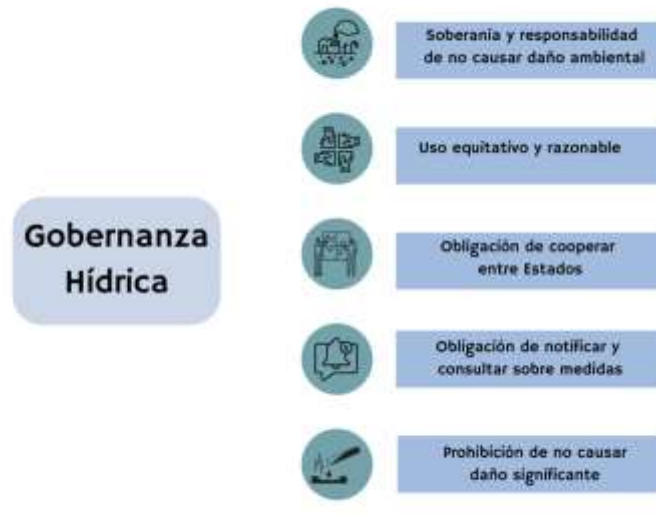 Gobernanza
Hídrica
Soberanía y responsabilidad
de no causar daño ambiental
Uso equitativo y razonable
Obligación de cooperar
entre Estados
Obligación de notificar y
consultar sobre medidas
Prohibición de no causar
daño significante